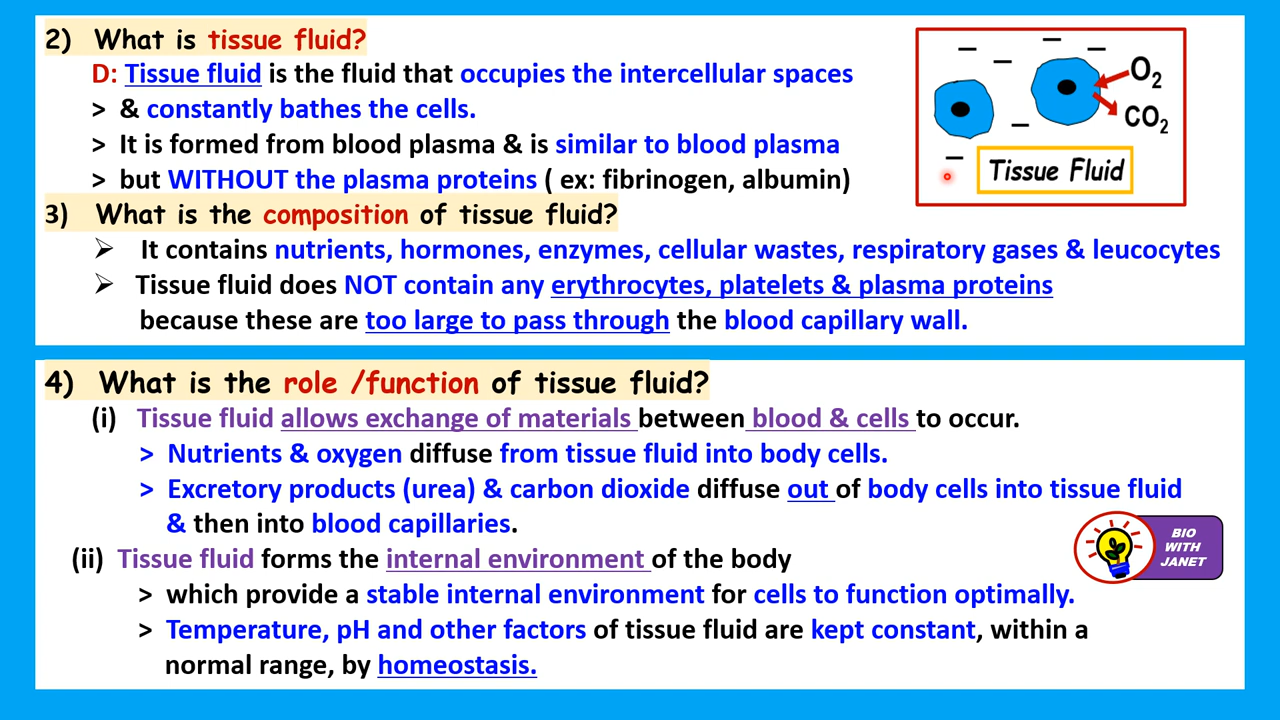 2) What is tissue fluid?
D: Tissue fluid is the fluid that occupies the intercellular spaces
> & constantly bathes the cells.
> It is formed from blood plasma & is similar to blood plasma
> but WITHOUT the plasma proteins ( ex: fibrinogen, albumin)
O₂
CO₂
Tissue Fluid
3) What is the composition of tissue fluid?
➢ It contains nutrients, hormones, enzymes, cellular wastes, respiratory gases & leucocytes
➢ Tissue fluid does NOT contain any erythrocytes, platelets & plasma proteins
because these are too large to pass through the blood capillary wall.
4) What is the role /function of tissue fluid?
(i) Tissue fluid allows exchange of materials between blood & cells to occur.
> Nutrients & oxygen diffuse from tissue fluid into body cells.
> Excretory products (urea) & carbon dioxide diffuse out of body cells into tissue fluid
& then into blood capillaries.
(ii) Tissue fluid forms the internal environment of the body
> which provide a stable internal environment for cells to function optimally.
> Temperature, pH and other factors of tissue fluid are kept constant, within a
normal range, by homeostasis.
BIO
WITH
JANET